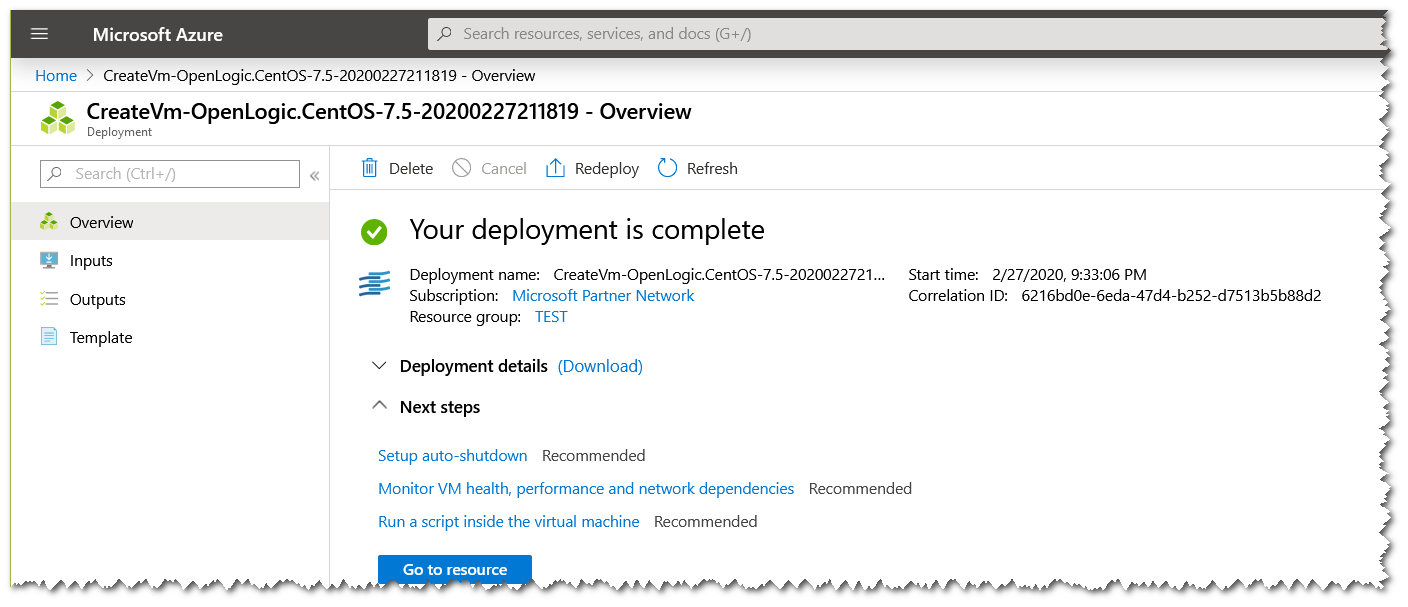 Microsoft Azure
Search resources, services, and docs (G+/)
Home > CreateVm-OpenLogic.CentOS-7.5-20200227211819 - Overview
CreateVm-OpenLogic.CentOS-7.5-20200227211819 - Overview
Deployment
Search (Ctrl+/) «
Delete Cancel Redeploy Refresh
Overview
Inputs
Outputs
Template
Your deployment is complete
Deployment name: CreateVm-OpenLogic.CentOS-7.5-2020022721... Start time: 2/27/2020, 9:33:06 PM
Subscription: Microsoft Partner Network Correlation ID: 6216bd0e-6eda-47d4-b252-d7513b5b88d2
Resource group: TEST
Deployment details (Download)
Next steps
Setup auto-shutdown Recommended
Monitor VM health, performance and network dependencies Recommended
Run a script inside the virtual machine Recommended
Go to resource